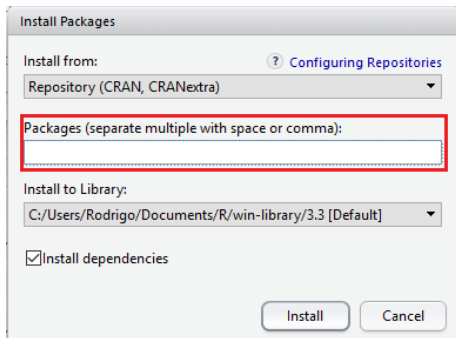 Install Packages
Install from:
? Configuring Repositories
Repository (CRAN, CRANextra)
Packages (separate multiple with space or comma):
Install to Library:
C:/Users/Rodrigo/Documents/R/win-library/3.3 [Default]
Install dependencies
Install
Cancel